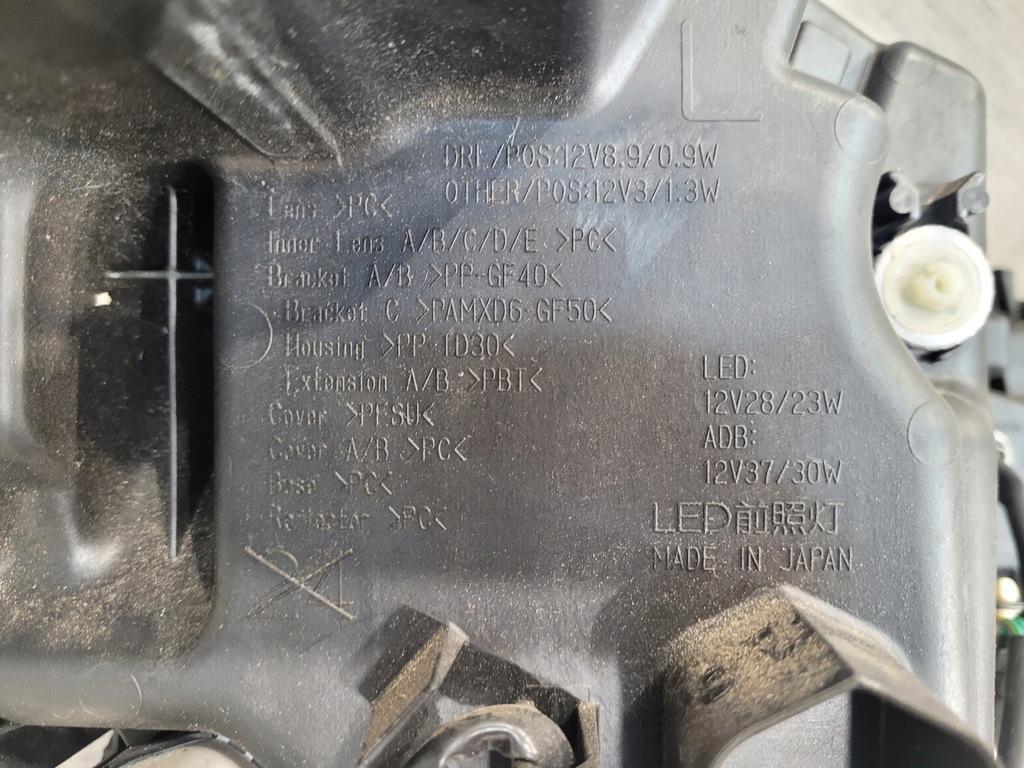 DRL/POS:12V8.9/0.9W
OTHER/POS:12V3/1.3W
Lens >PC<
Inner Lens A/B/C/D/E >PC<
Bracket A/B >PP-GF40<
Bracket C >PAMXD6-GF50<
Housing >PP-TD30<
Extension A/B >PBT<
Cover >PESU<
Cover A/B >PC<
Base >PC<
Reflector >PC<
LED:
12V28/23W
ADB:
12V37/30W
LED前照灯
MADE IN JAPAN